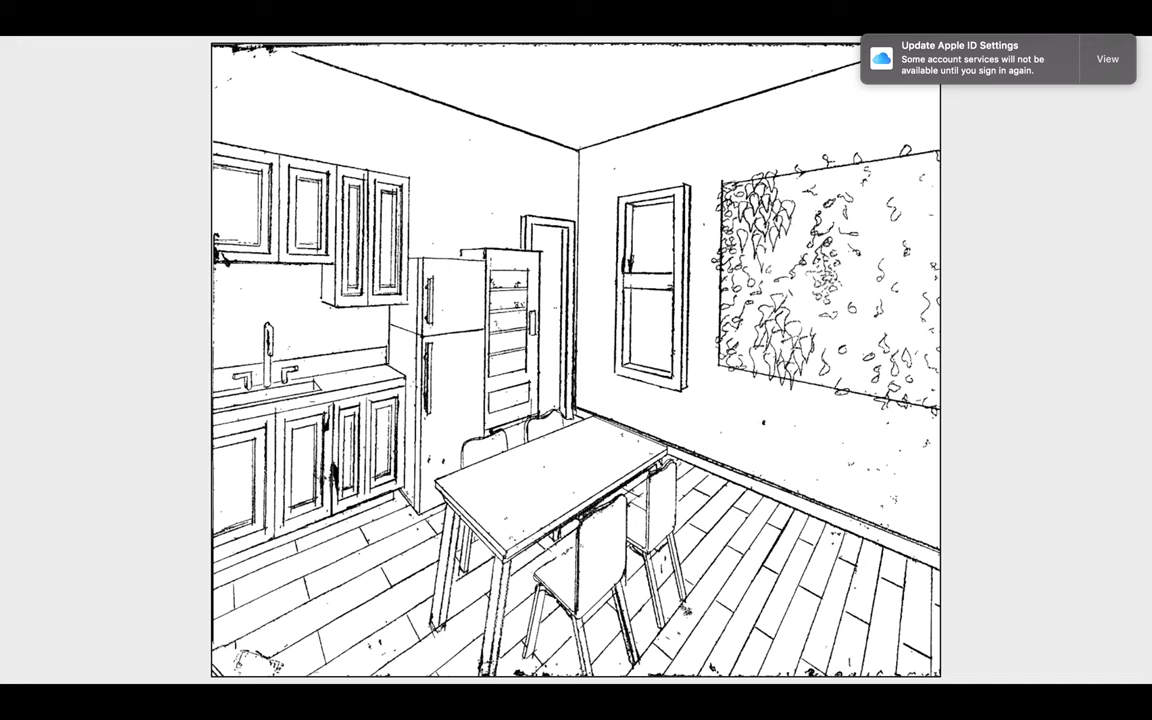 Update Apple ID Settings
Some account services will not be
available until you sign in again.
View